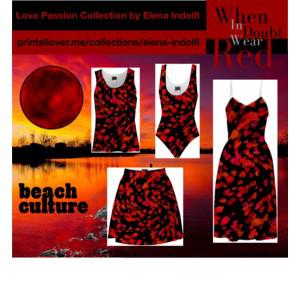 Love Passion Collection by Elena Indolfi
printallover.me/collections/elena-indolfi
When
In Doubt
Wear
Red
beach
culture